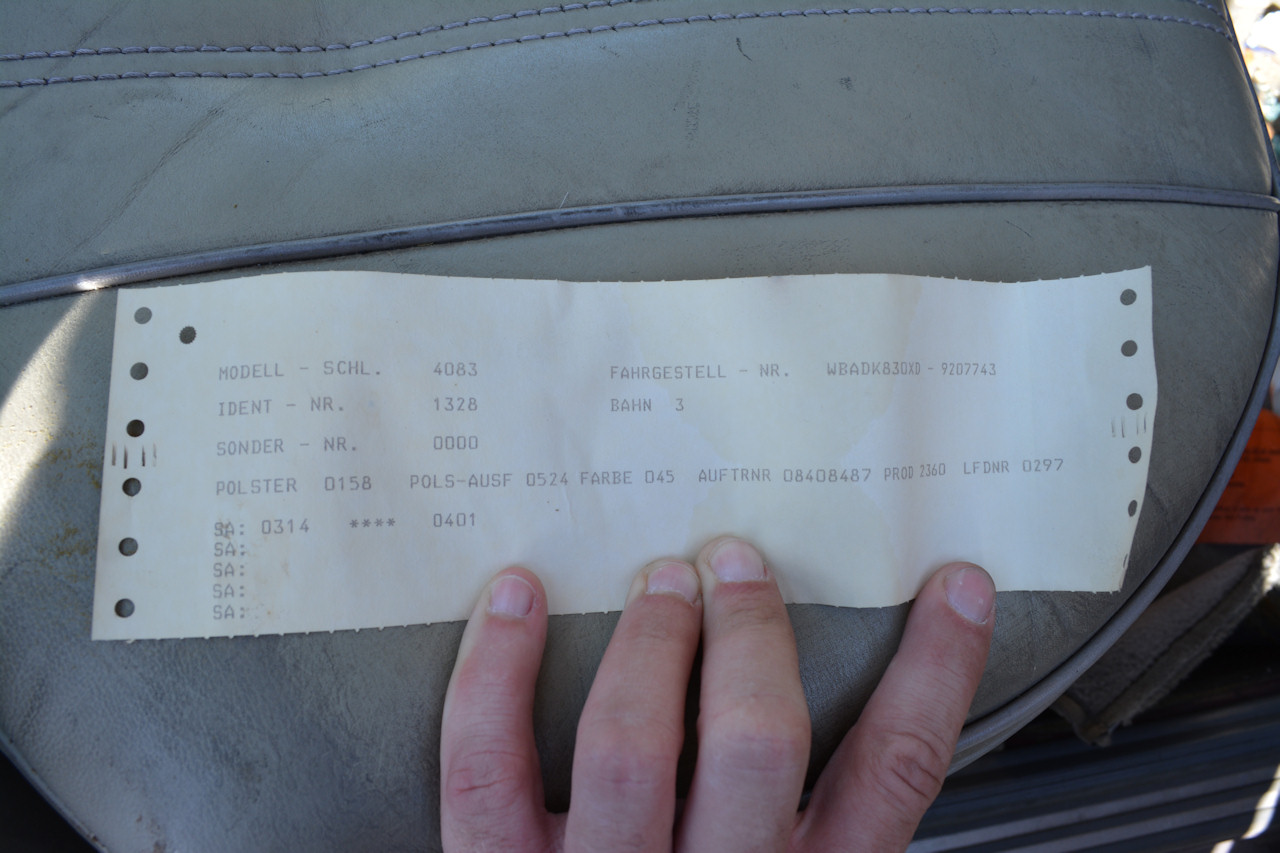 MODELL - SCHL. 4083 FAHRGESTELL - NR. WBADK830XD - 9207743
IDENT - NR. 1328 BAHN 3
SONDER - NR. 0000
POLSTER 0158 POLS-AUSF 0524 FARBE 045 AUFTRNR 08408487 PROD 2360 LFDNR 0297
SA: 0314 **** 0401
SA:
SA:
SA:
SA: